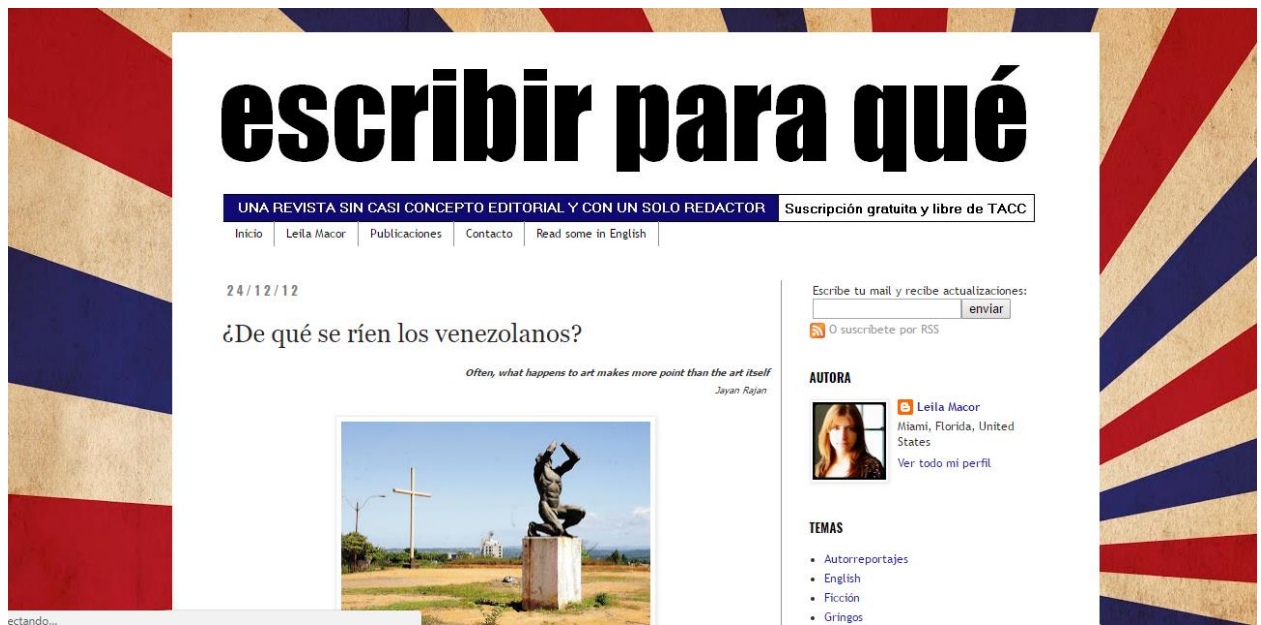 escribir para qué
UNA REVISTA SIN CASI CONCEPTO EDITORIAL Y CON UN SOLO REDACTOR Suscripción gratuita y libre de TACC
Inicio Leila Macor Publicaciones Contacto Read some in English
24/12/12
¿De qué se ríen los venezolanos?
Often, what happens to art makes more point than the art itself
Jayan Rajan
Escribe tu mail y recibe actualizaciones:
enviar
O suscríbete por RSS
AUTORA
Leila Macor
Miami, Florida, United
States
Ver todo mi perfil
TEMAS
Autorreportajes
English
Ficción
Gringos
ectando...